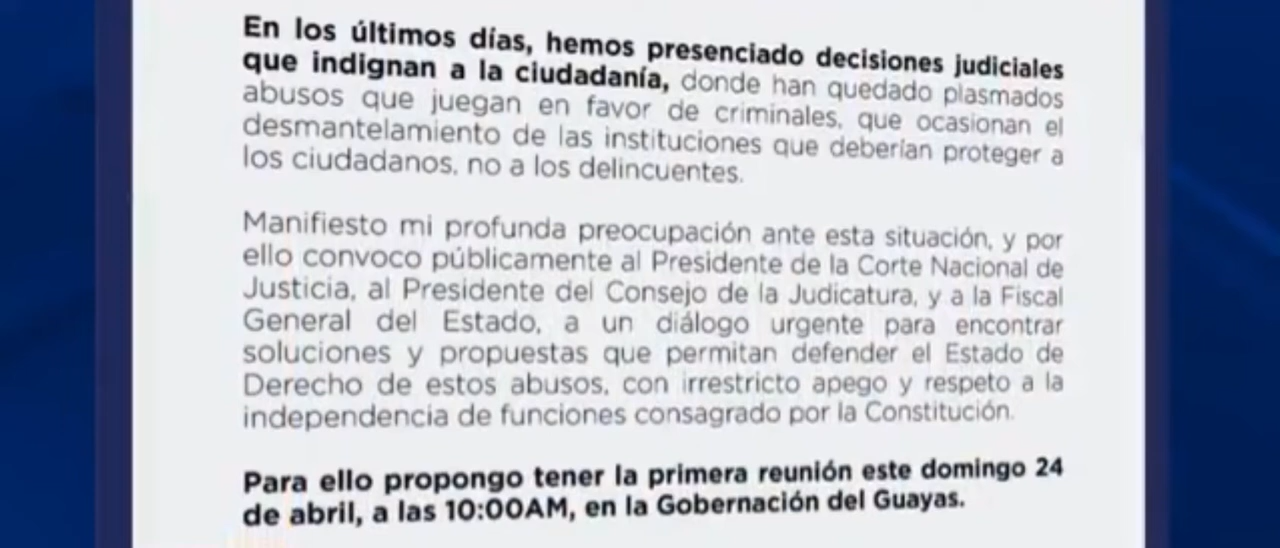 En los últimos días, hemos presenciado decisiones judiciales
que indignan a la ciudadanía, donde han quedado plasmados
abusos que juegan en favor de criminales, que ocasionan el
desmantelamiento de las instituciones que deberían proteger a
los ciudadanos, no a los delincuentes.
Manifiesto mi profunda preocupación ante esta situación, y por
ello convoco públicamente al Presidente de la Corte Nacional de
Justicia, al Presidente del Consejo de la Judicatura, y a la Fiscal
General del Estado, a un diálogo urgente para encontrar
soluciones y propuestas que permitan defender el Estado de
Derecho de estos abusos, con irrestricto apego y respeto a la
independencia de funciones consagrado por la Constitución.
Para ello propongo tener la primera reunión este domingo 24
de abril, a las 10:00AM, en la Gobernación del Guayas.